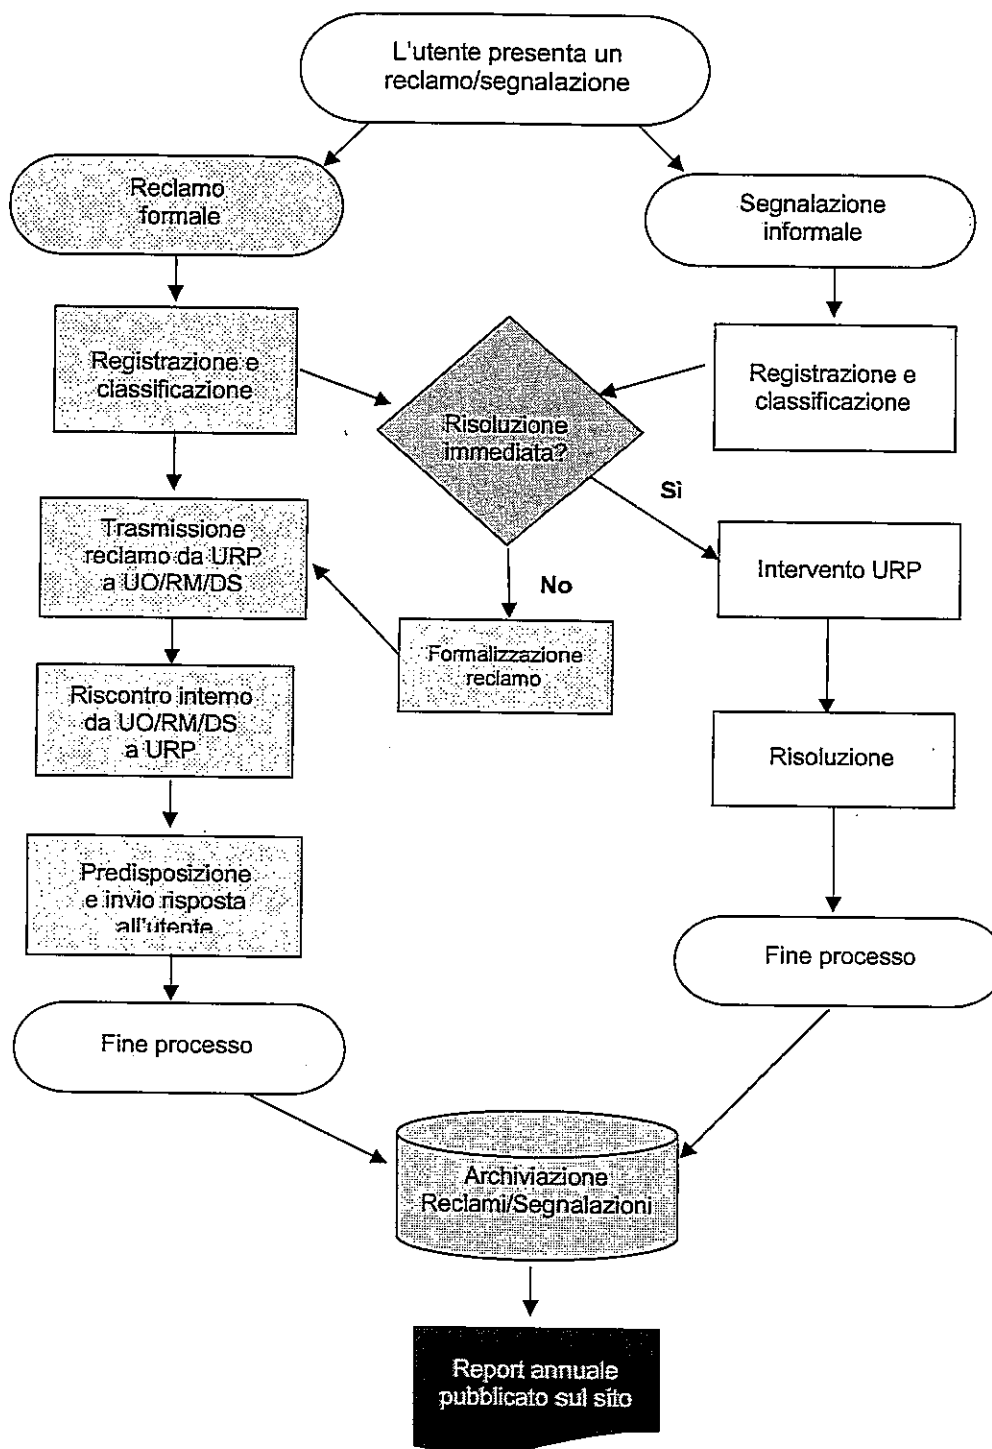 L'utente presenta un
reclamo/segnalazione
Reclamo
formale
Segnalazione
informale
Registrazione e
classificazione
Risoluzione
immediata?
Registrazione e
classificazione
Sì
No
Trasmissione
reclamo da URP
a UO/RM/DS
Intervento URP
Formalizzazione
reclamo
Riscontro interno
da UO/RM/DS
a URP
Risoluzione
Predisposizione
e invio risposta
all'utente
Fine processo
Fine processo
Archiviazione
Reclami/Segnalazioni
Report annuale
pubblicato sul sito